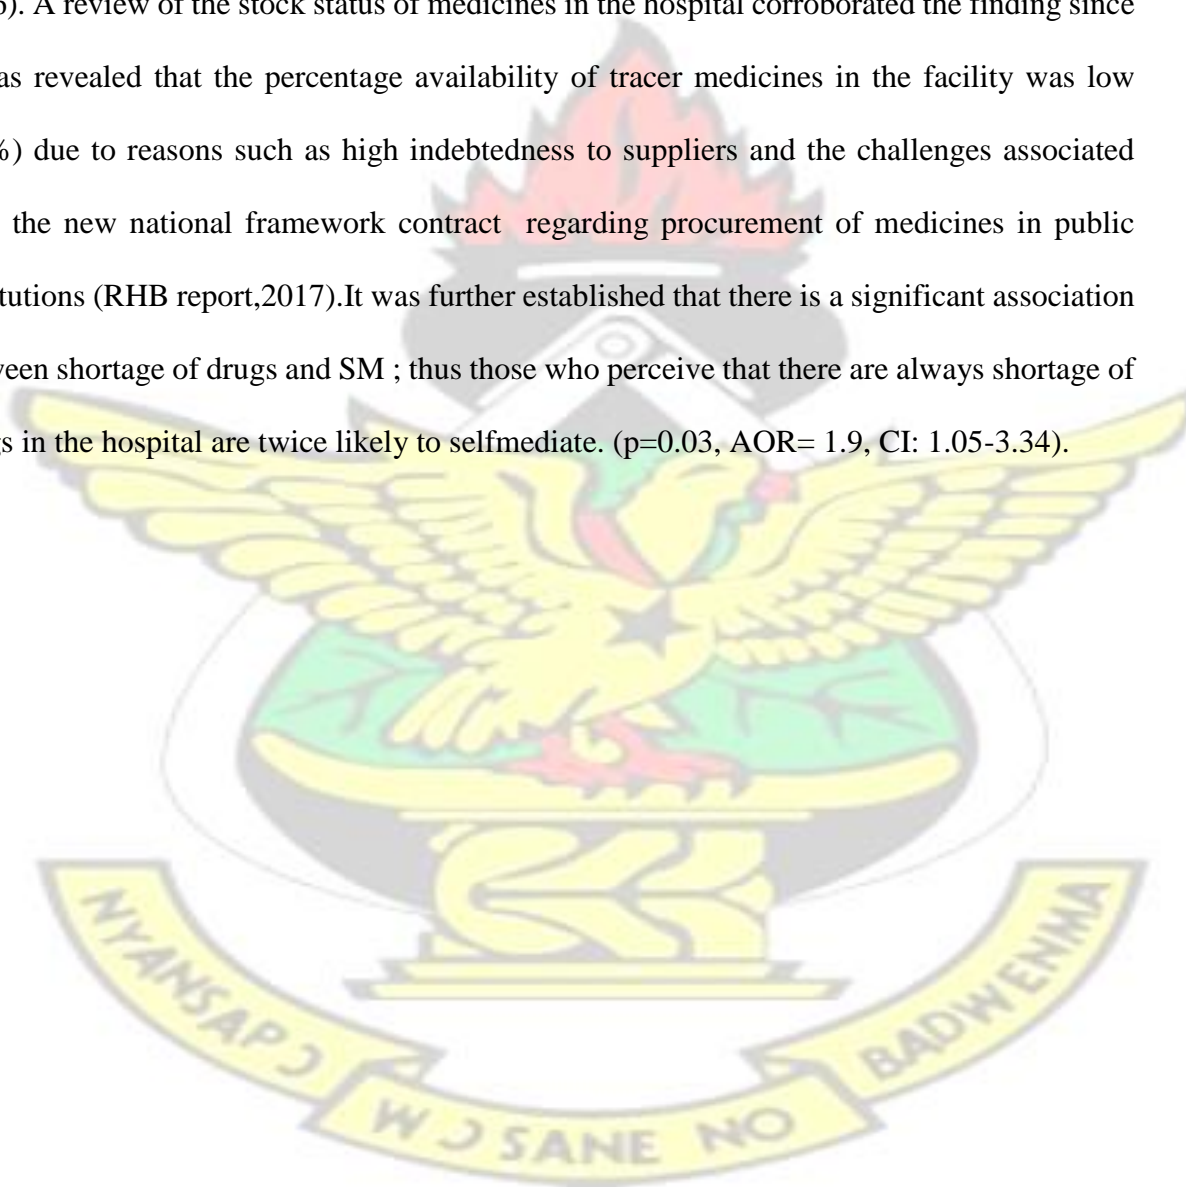 ). A review of the stock status of medicines in the hospital corroborated the finding since
as revealed that the percentage availability of tracer medicines in the facility was low
%) due to reasons such as high indebtedness to suppliers and the challenges associated
the new national framework contract regarding procurement of medicines in public
tutions (RHB report,2017).It was further established that there is a significant association
ween shortage of drugs and SM ; thus those who perceive that there are always shortage of
gs in the hospital are twice likely to selfmediate. (p=0.03, AOR= 1.9, CI: 1.05-3.34).
NYANSAPƆ
WƆSANE NO
BADWENMA